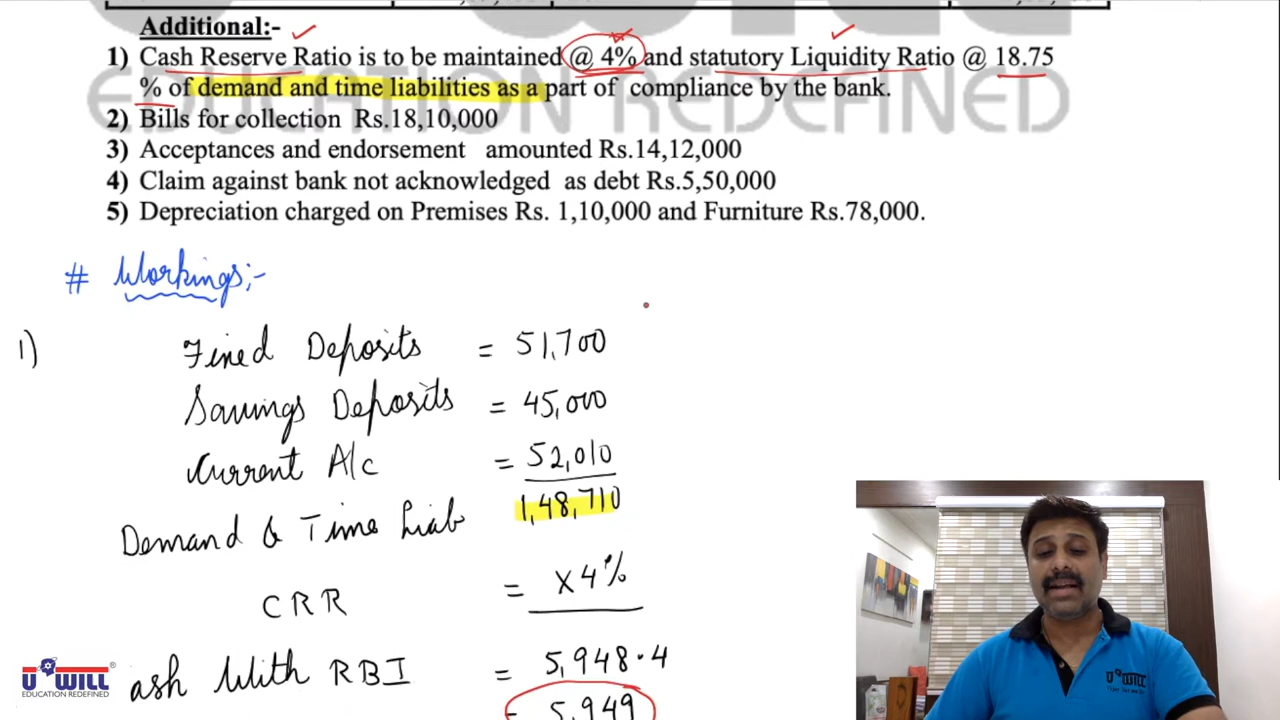 Additional:-
1) Cash Reserve Ratio is to be maintained @ 4% and statutory Liquidity Ratio @ 18.75
% of demand and time liabilities as a part of compliance by the bank.
EDUCATION REDEFINED
2) Bills for collection Rs.18,10,000
3) Acceptances and endorsement amounted Rs.14,12,000
4) Claim against bank not acknowledged as debt Rs.5,50,000
5) Depreciation charged on Premises Rs. 1,10,000 and Furniture Rs.78,000.
# Workings:-
1) Fixed Deposits = 51,700
Savings Deposits = 45,000
Current A/c = 52,010
Demand & Time Liab 1,48,710
CRR = x4%
ash With RBI = 5,948.4
= 5,949
U WILL
EDUCATION REDEFINED
U WILL